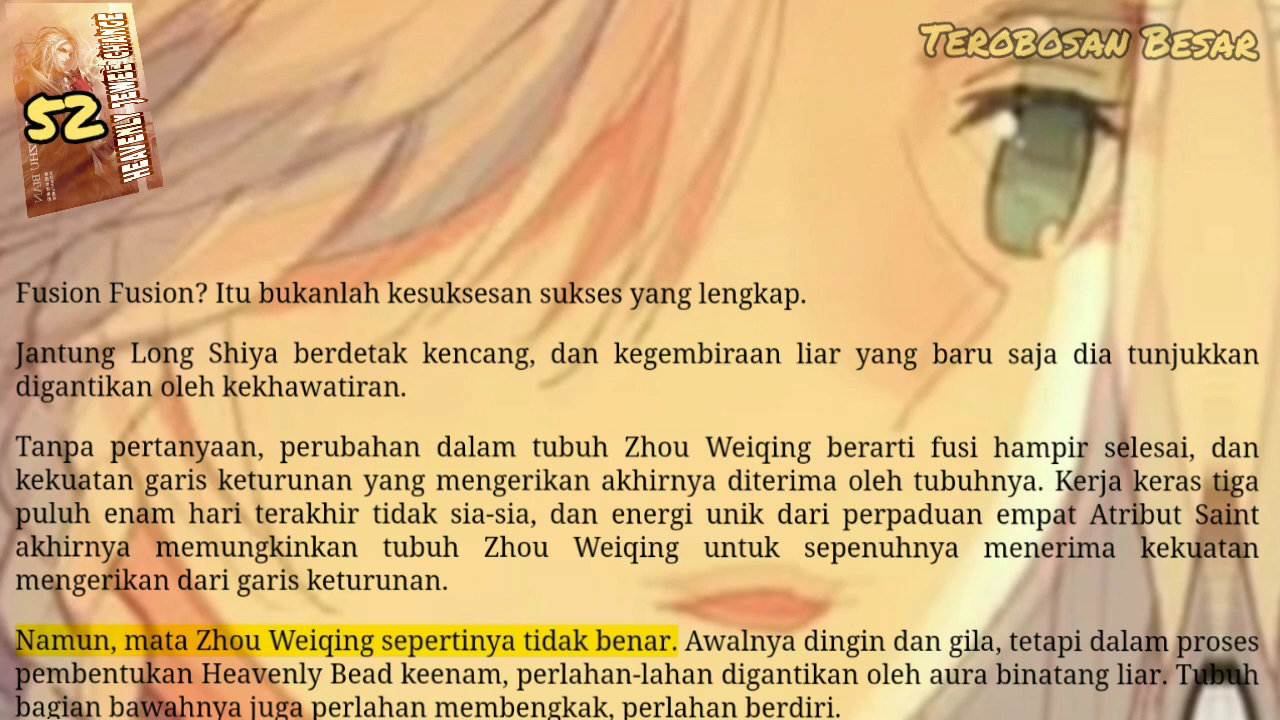 HEAVENLY JEWEL CHANGE
52
TEROBOSAN BESAR
Fusion Fusion? Itu bukanlah kesuksesan sukses yang lengkap.
Jantung Long Shiya berdetak kencang, dan kegembiraan liar yang baru saja dia tunjukkan
digantikan oleh kekhawatiran.
Tanpa pertanyaan, perubahan dalam tubuh Zhou Weiqing berarti fusi hampir selesai, dan
kekuatan garis keturunan yang mengerikan akhirnya diterima oleh tubuhnya. Kerja keras tiga
puluh enam hari terakhir tidak sia-sia, dan energi unik dari perpaduan empat Atribut Saint
akhirnya memungkinkan tubuh Zhou Weiqing untuk sepenuhnya menerima kekuatan
mengerikan dari garis keturunan.
Namun, mata Zhou Weiqing sepertinya tidak benar. Awalnya dingin dan gila, tetapi dalam proses
pembentukan Heavenly Bead keenam, perlahan-lahan digantikan oleh aura binatang liar. Tubuh
bagian bawahnya juga perlahan membengkak, perlahan berdiri.